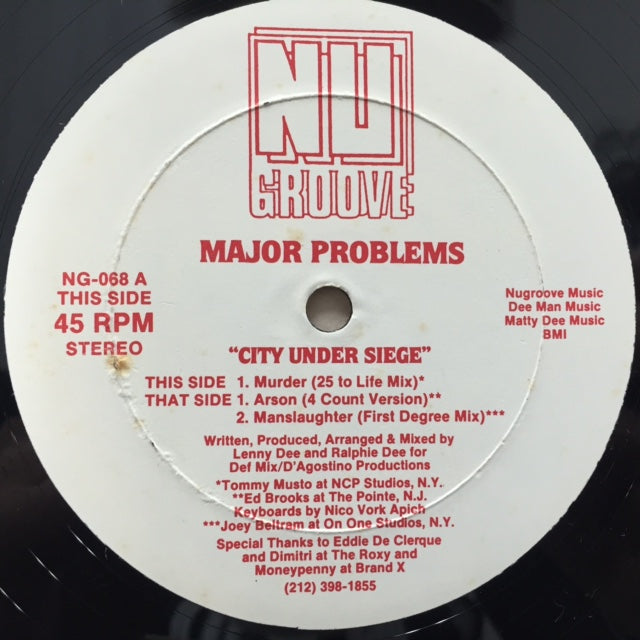 NU
GROOVE
MAJOR PROBLEMS
NG-068 A
THIS SIDE
45 RPM
STEREO
Nugroove Music
Dee Man Music
Matty Dee Music
BMI
"CITY UNDER SIEGE"
THIS SIDE 1. Murder (25 to Life Mix)*
THAT SIDE 1. Arson (4 Count Version)**
2. Manslaughter (First Degree Mix)***
Written, Produced, Arranged & Mixed by
Lenny Dee and Ralphie Dee for
Def Mix/D'Agostino Productions
*Tommy Musto at NCP Studios, N.Y.
**Ed Brooks at The Pointe, N.J.
Keyboards by Nico Vork Apich
***Joey Beltram at On One Studios, N.Y.
Special Thanks to Eddie De Clerque
and Dimitri at The Roxy and
Moneypenny at Brand X
(212) 398-1855